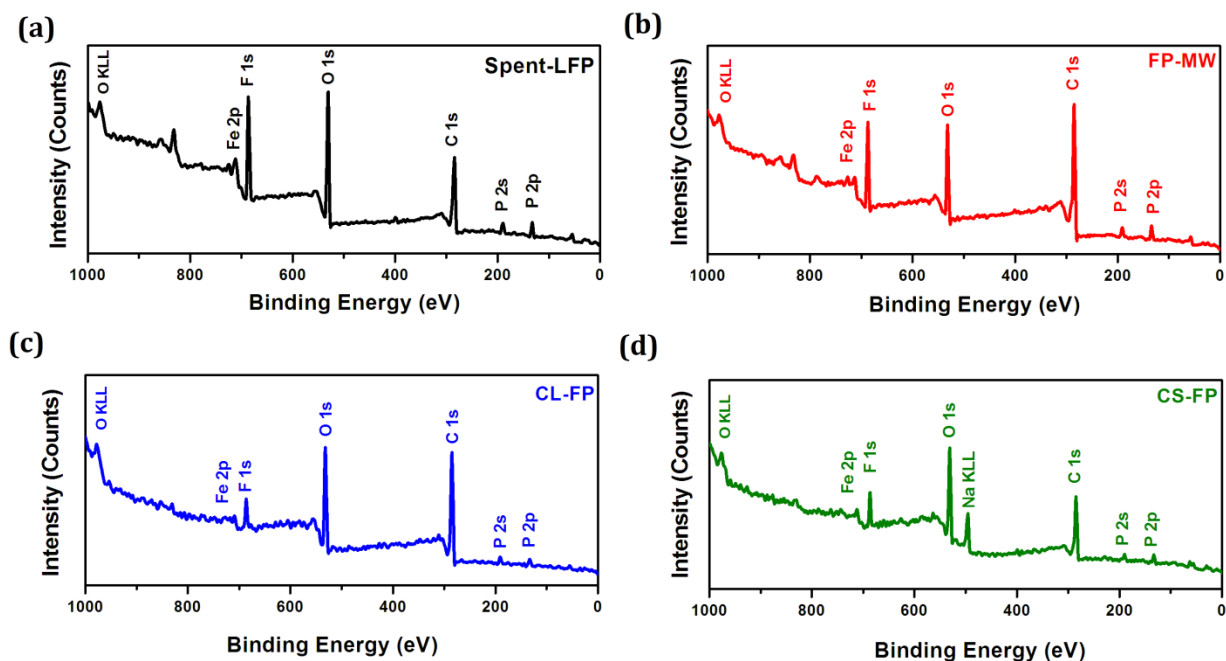 (a)
Spent-LFP
O KLL
Fe 2p
F 1s
O 1s
C 1s
P 2s
P 2p
Intensity (Counts)
1000 800 600 400 200 0
Binding Energy (eV)
(b)
FP-MW
O KLL
Fe 2p
F 1s
O 1s
C 1s
P 2s
P 2p
Intensity (Counts)
1000 800 600 400 200 0
Binding Energy (eV)
(c)
CL-FP
O KLL
Fe 2p
F 1s
O 1s
C 1s
P 2s
P 2p
Intensity (Counts)
1000 800 600 400 200 0
Binding Energy (eV)
(d)
CS-FP
O KLL
Fe 2p
F 1s
O 1s
Na KLL
C 1s
P 2s
P 2p
Intensity (Counts)
1000 800 600 400 200 0
Binding Energy (eV)